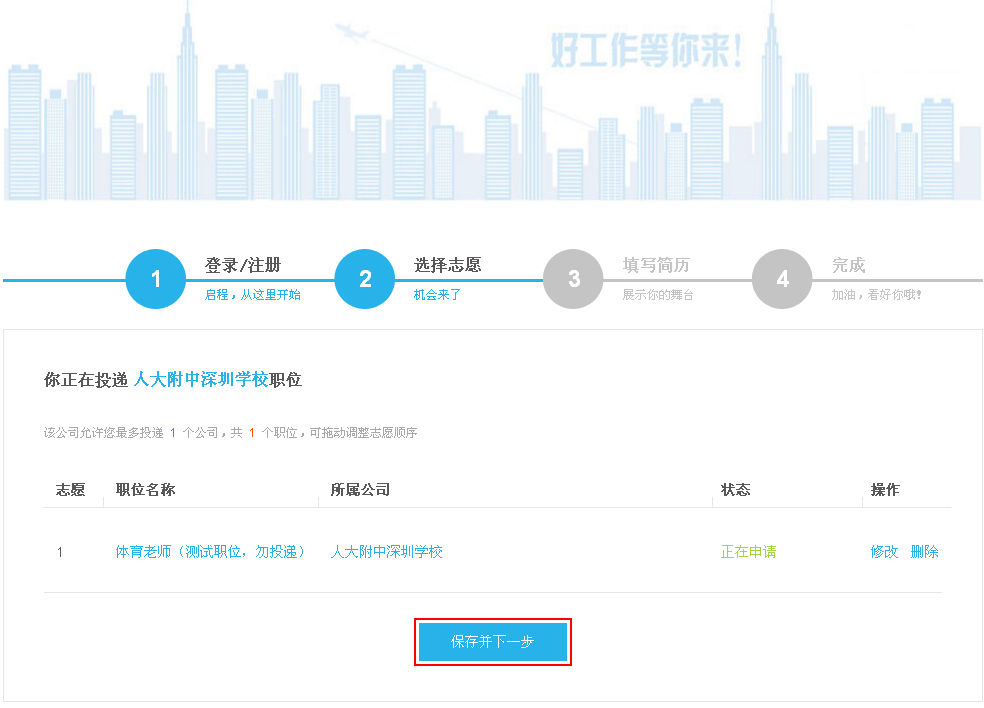 好工作等你来！
1 登录/注册 2 选择志愿 3 填写简历 4 完成
启程，从这里开始 机会来了 展示你的舞台 加油，看好你哦！
你正在投递 人大附中深圳学校职位
该公司允许您最多投递 1 个公司，共 1 个职位，可拖动调整志愿顺序
志愿 职位名称 所属公司 状态 操作
1 体育老师（测试职位，勿投递） 人大附中深圳学校 正在申请 修改 删除
保存并下一步